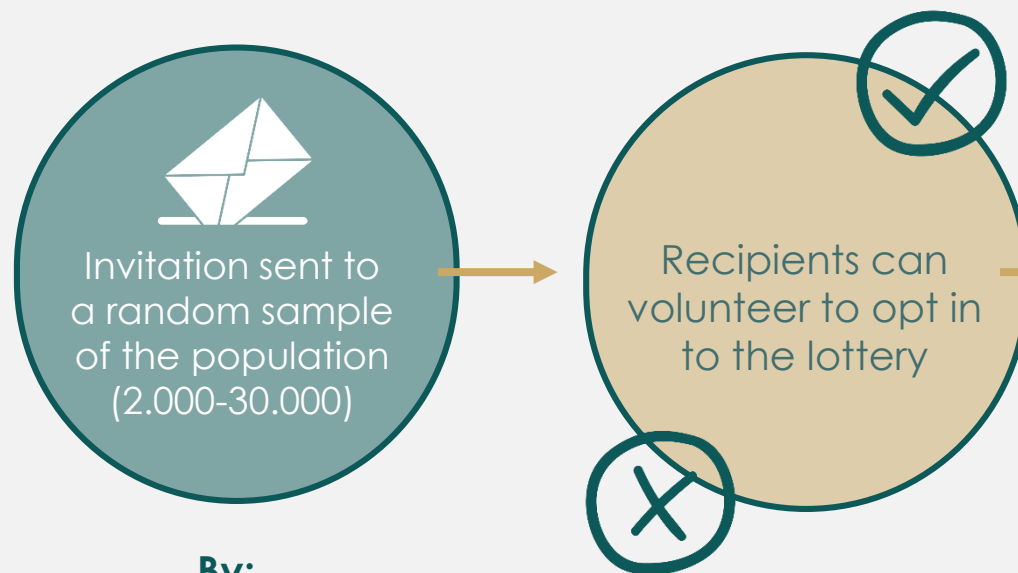 Invitation sent to
a random sample
of the population
(2.000-30.000)
Recipients can
volunteer to opt in
to the lottery
By: